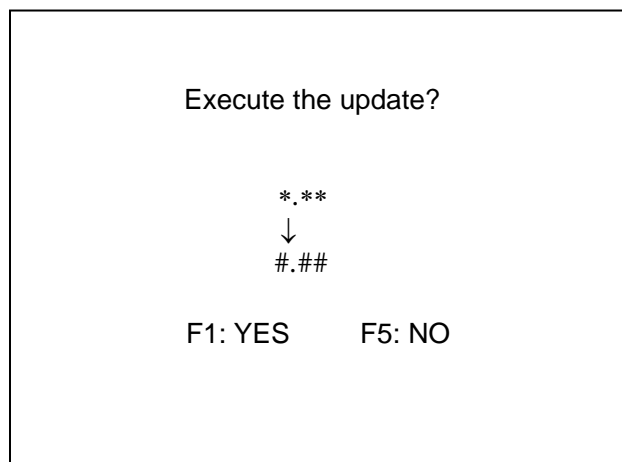 Execute the update?
*.**
↓
#.##
F1: YES F5: NO